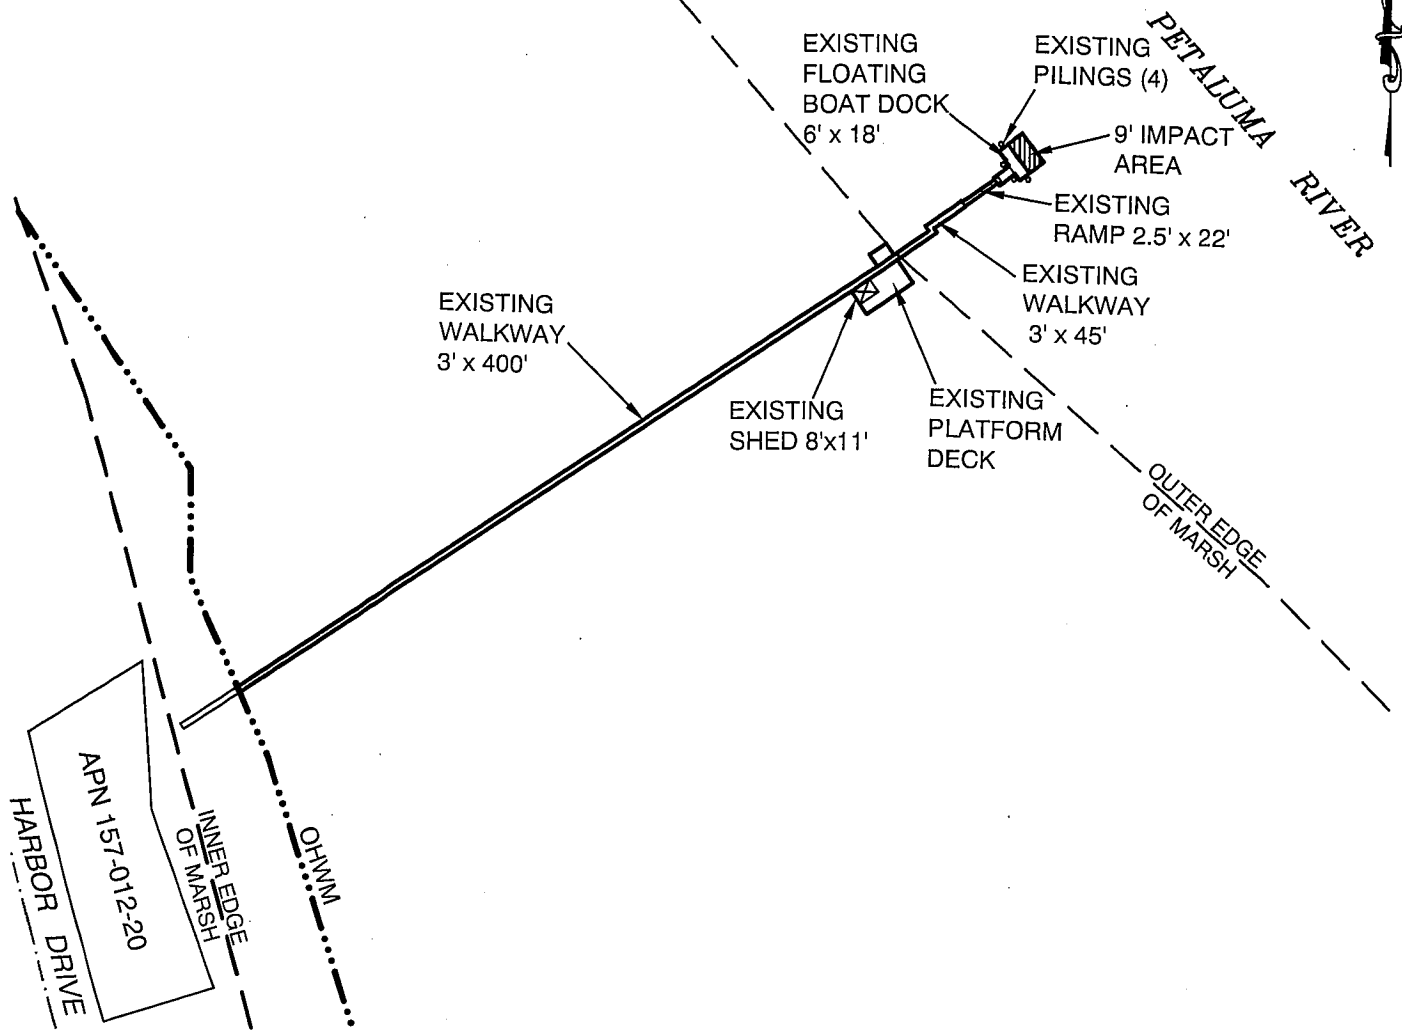 EXISTING
FLOATING
BOAT DOCK
6' x 18'
EXISTING
PILINGS (4)
PETALUMA
RIVER
9' IMPACT
AREA
EXISTING
RAMP 2.5' x 22'
EXISTING
WALKWAY
3' x 45'
EXISTING
WALKWAY
3' x 400'
EXISTING
SHED 8'x11'
EXISTING
PLATFORM
DECK
OUTER EDGE
OF MARSH
APN 157-012-20
HARBOR DRIVE
INNER EDGE
OF MARSH
OHWM